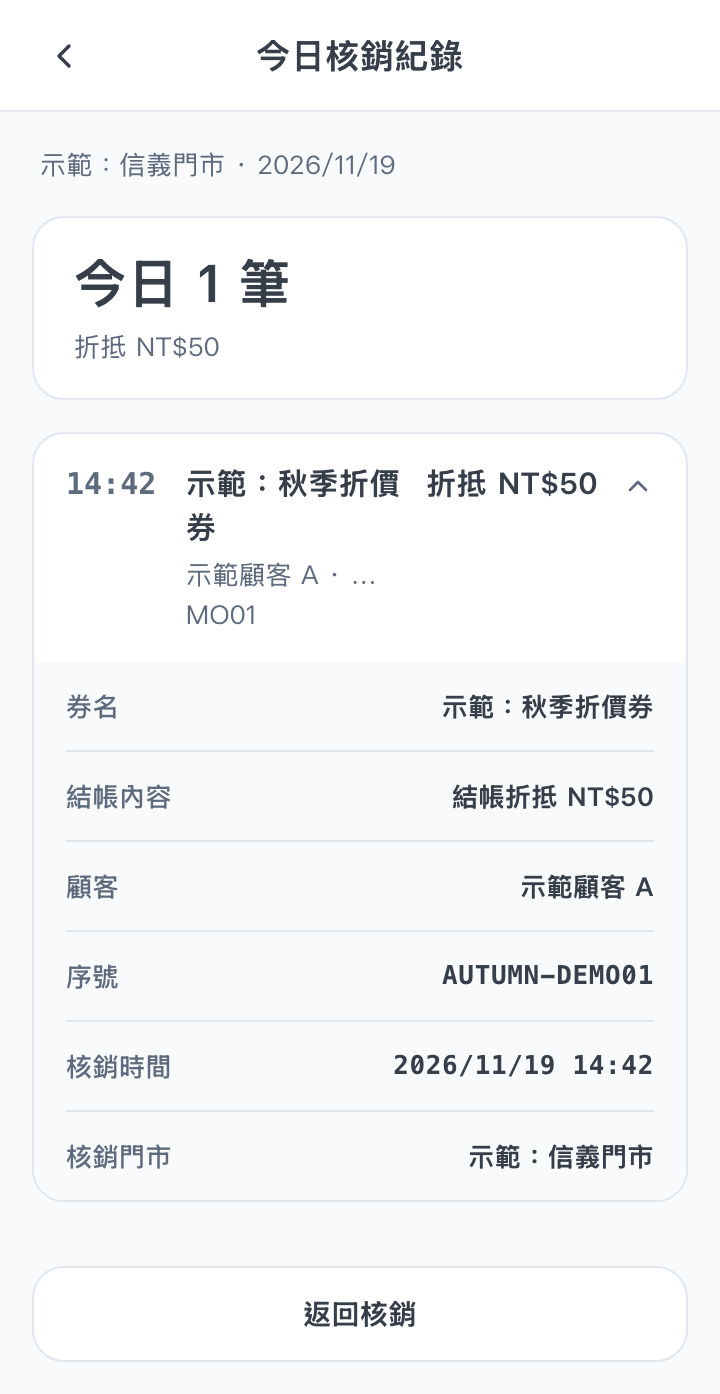 今日核銷紀錄
示範：信義門市 · 2026/11/19
今日 1 筆
折抵 NT$50
14:42 示範：秋季折價 折抵 NT$50
券
示範顧客 A · …
MO01
券名 示範：秋季折價券
結帳內容 結帳折抵 NT$50
顧客 示範顧客 A
序號 AUTUMN–DEMO01
核銷時間 2026/11/19 14:42
核銷門市 示範：信義門市
返回核銷